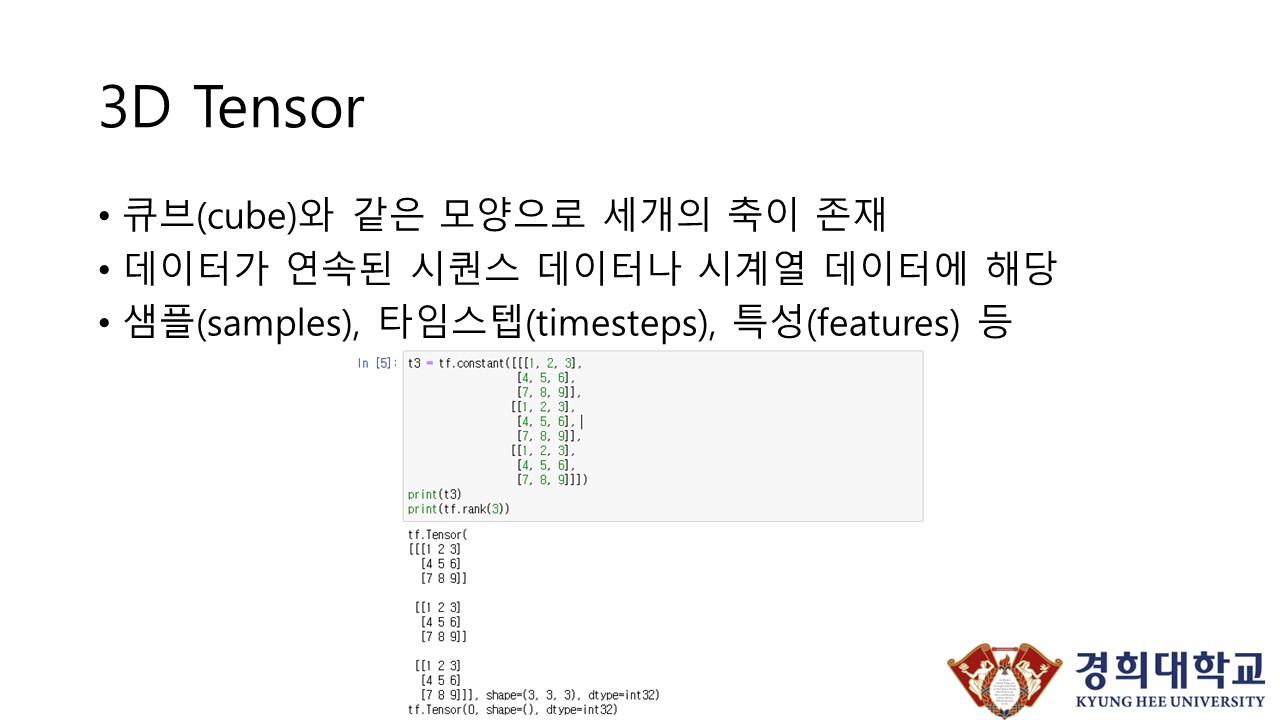 3D Tensor
• 큐브(cube)와 같은 모양으로 세개의 축이 존재
• 데이터가 연속된 시퀀스 데이터나 시계열 데이터에 해당
• 샘플(samples), 타임스텝(timesteps), 특성(features) 등
In [5]: t3 = tf.constant([[[1, 2, 3],
[4, 5, 6],
[7, 8, 9]],
[[1, 2, 3],
[4, 5, 6],
[7, 8, 9]],
[[1, 2, 3],
[4, 5, 6],
[7, 8, 9]]])
print(t3)
print(tf.rank(3))
tf.Tensor(
[[[1 2 3]
[4 5 6]
[7 8 9]]
[[1 2 3]
[4 5 6]
[7 8 9]]
[[1 2 3]
[4 5 6]
[7 8 9]]], shape=(3, 3, 3), dtype=int32)
tf.Tensor(0, shape=(), dtype=int32)
경희대학교
KYUNG HEE UNIVERSITY